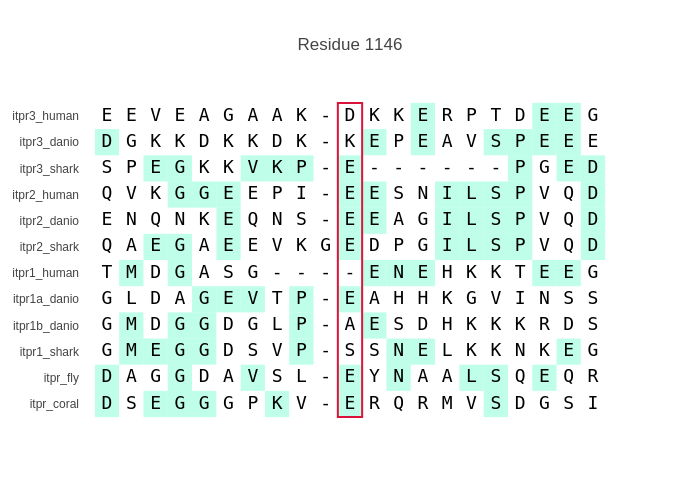 Residue 1146
itpr3_human E E V E A G A A K - D K K E R P T D E E G
itpr3_danio D G K K D K K D K - K E P E A V S P E E E
itpr3_shark S P E G K K V K P - E - - - - - - P G E D
itpr2_human Q V K G G E E P I - E E S N I L S P V Q D
itpr2_danio E N Q N K E Q N S - E E A G I L S P V Q D
itpr2_shark Q A E G A E E V K G E D P G I L S P V Q D
itpr1_human T M D G A S G - - - - E N E H K K T E E G
itpr1a_danio G L D A G E V T P - E A H H K G V I N S S
itpr1b_danio G M D G G D G L P - A E S D H K K K R D S
itpr1_shark G M E G G D S V P - S S N E L K K N K E G
itpr_fly D A G G D A V S L - E Y N A A L S Q E Q R
itpr_coral D S E G G G P K V - E R Q R M V S D G S I